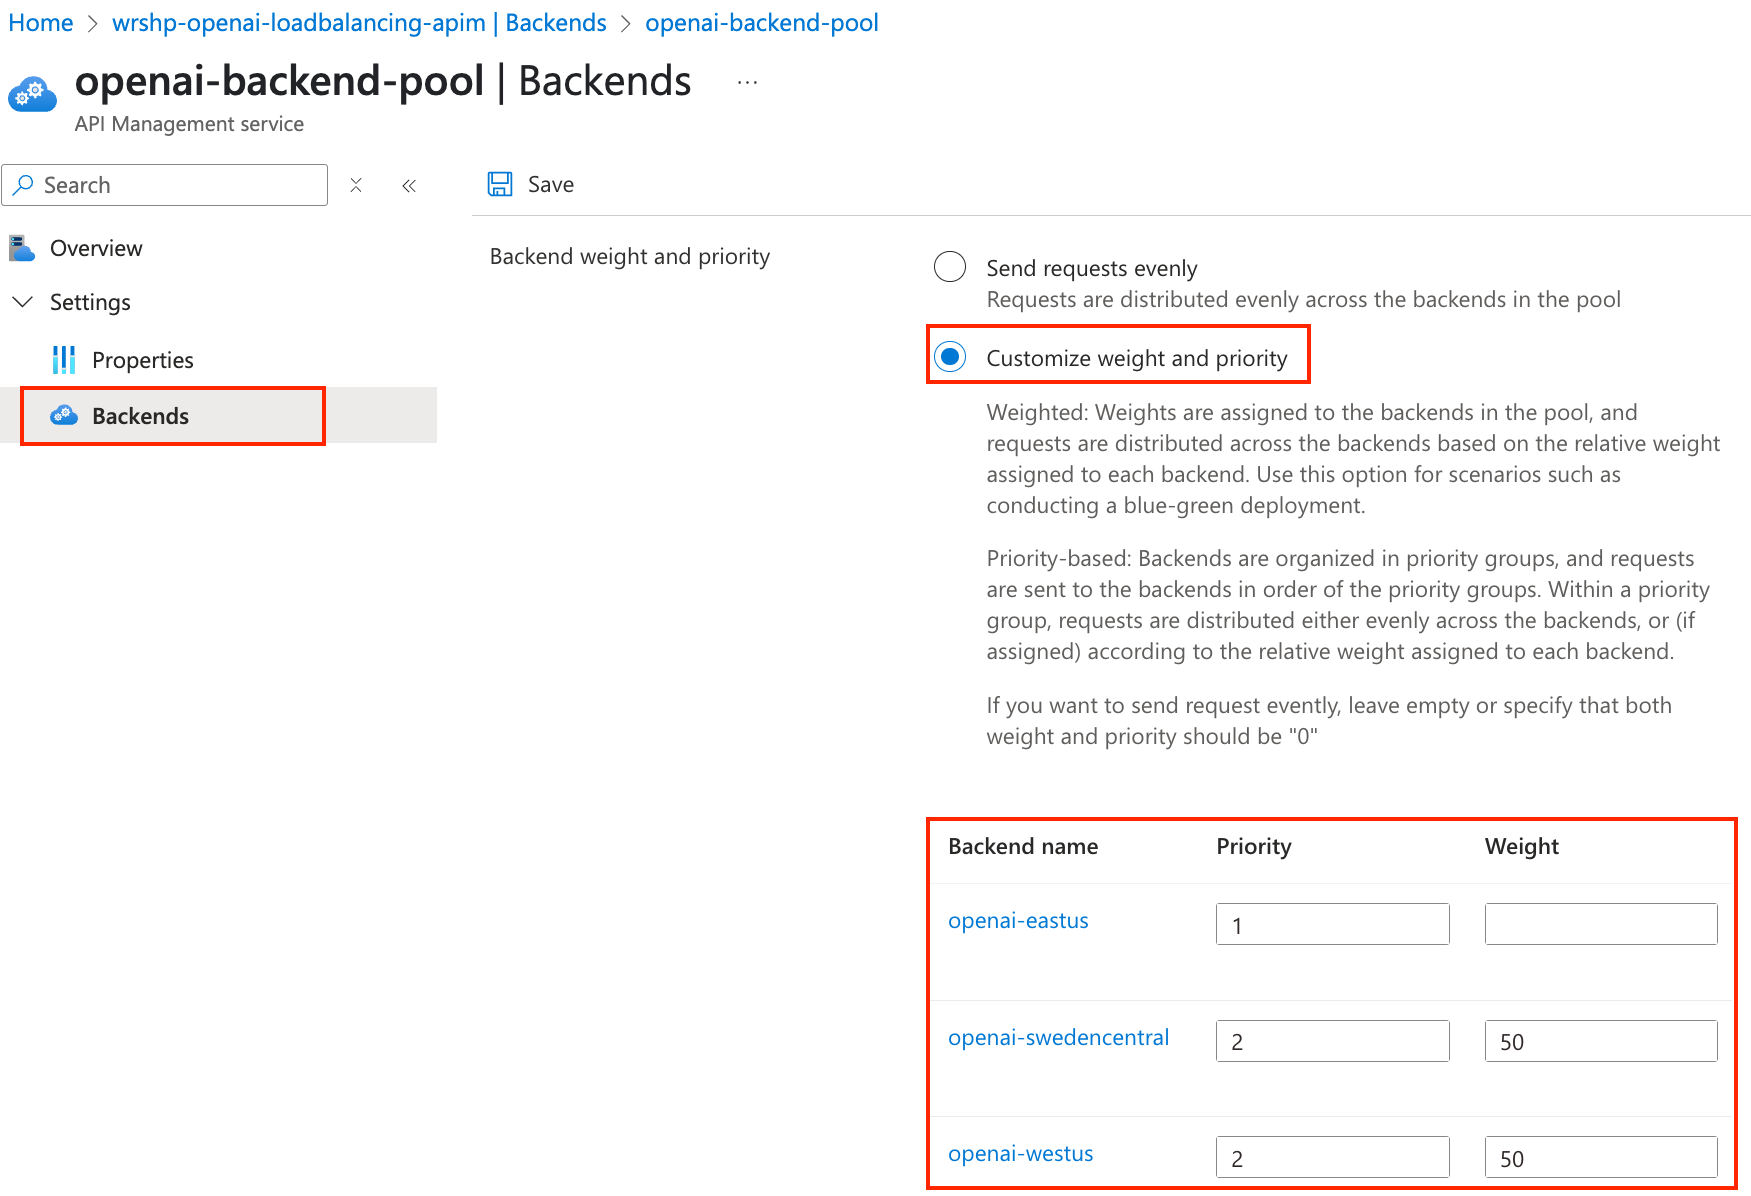 Home > wrshp-openai-loadbalancing-apim | Backends > openai-backend-pool
openai-backend-pool | Backends ...
API Management service
Search
Save
Overview
Settings
Properties
Backends
Backend weight and priority
Send requests evenly
Requests are distributed evenly across the backends in the pool
Customize weight and priority
Weighted: Weights are assigned to the backends in the pool, and
requests are distributed across the backends based on the relative weight
assigned to each backend. Use this option for scenarios such as
conducting a blue-green deployment.
Priority-based: Backends are organized in priority groups, and requests
are sent to the backends in order of the priority groups. Within a priority
group, requests are distributed either evenly across the backends, or (if
assigned) according to the relative weight assigned to each backend.
If you want to send request evently, leave empty or specify that both
weight and priority should be "0"
Backend name Priority Weight
openai-eastus 1
openai-swedencentral 2 50
openai-westus 2 50